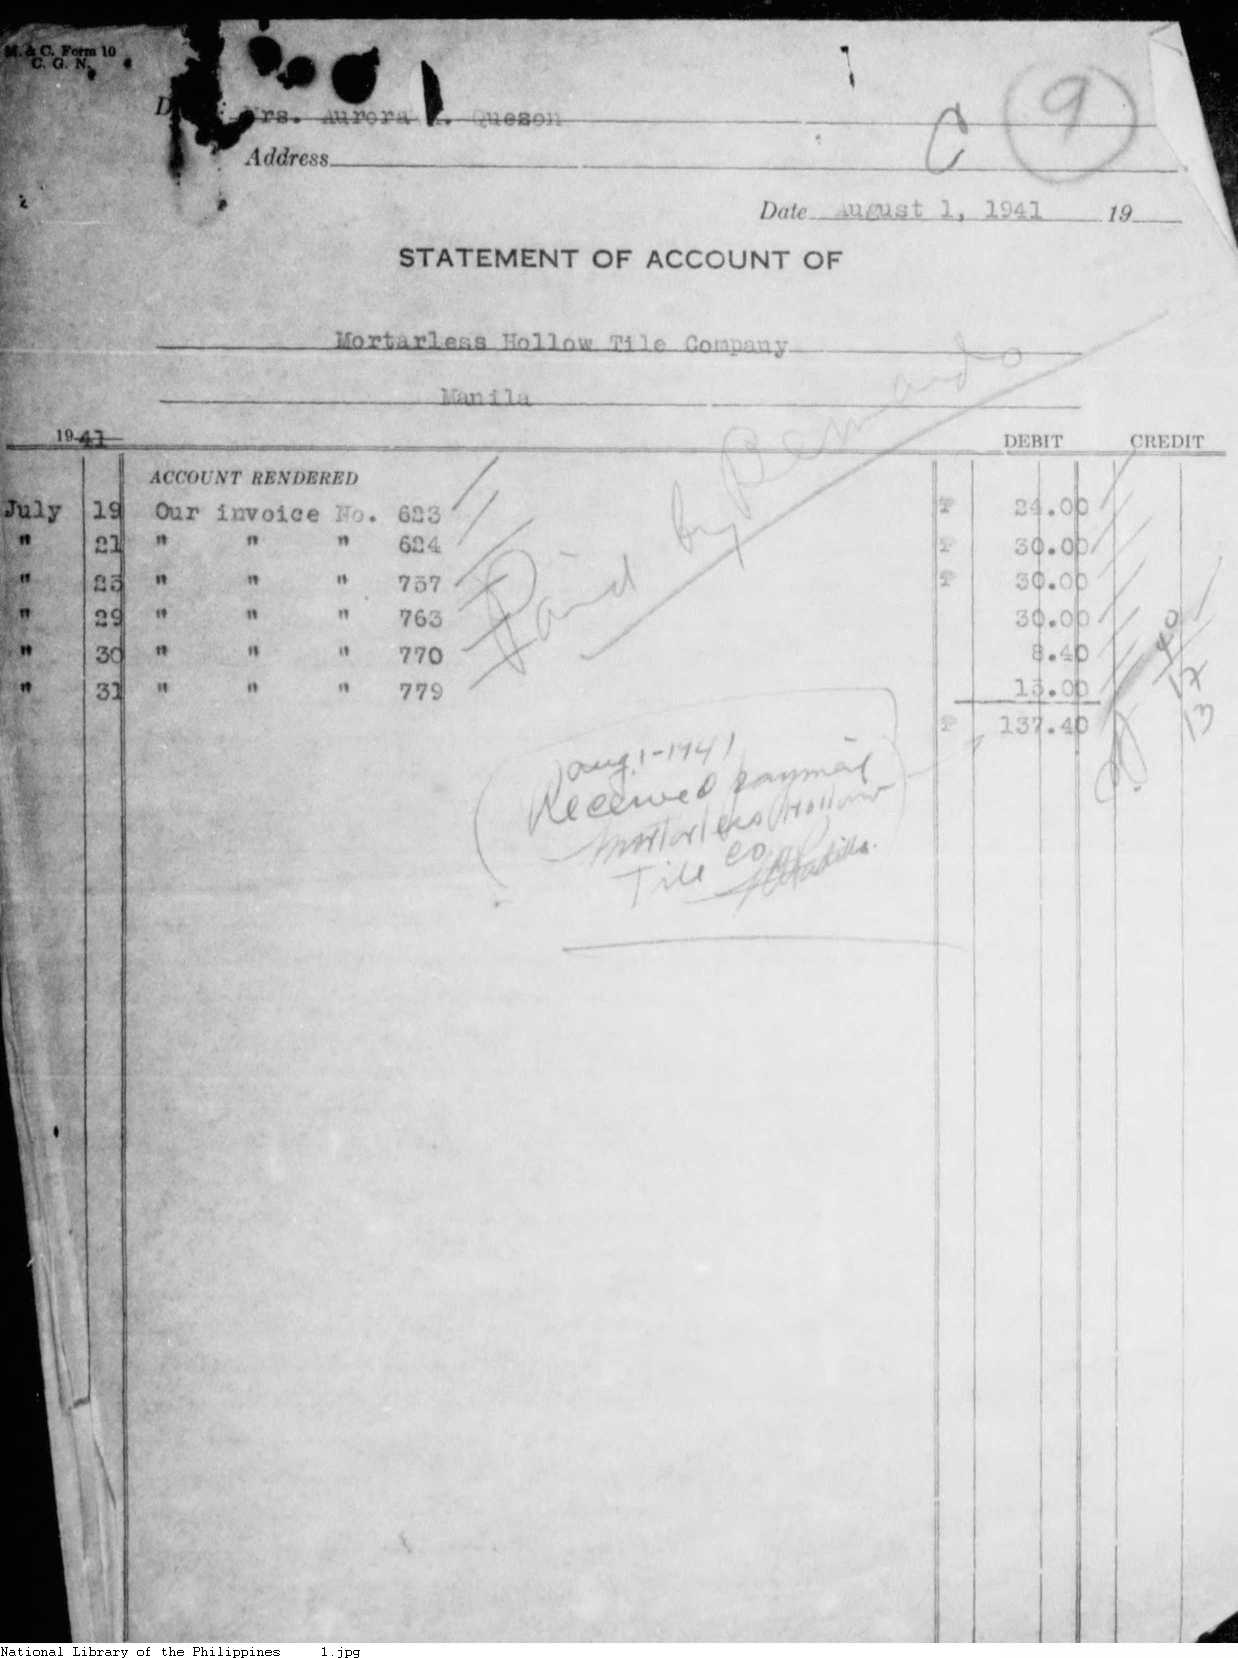 M. & C. Form 10
C. G. N.
9
C
Mrs. Aurora A. Quezon
Address
Date August 1, 1941 19
STATEMENT OF ACCOUNT OF
Mortarless Hollow Tile Company
Manila
1941 DEBIT CREDIT
ACCOUNT RENDERED
July 19 Our invoice No. 623 ₱ 24.00
" 21 " " " 624 ₱ 30.00
" 25 " " " 757 ₱ 30.00
" 29 " " " 763 30.00
" 30 " " " 770 8.40
" 31 " " " 779 15.00
₱ 137.40
Paid by Bernardo
Aug. 1-1941
Received payment
Mortarless Hollow
Tile Co
National Library of the Philippines 1.jpg